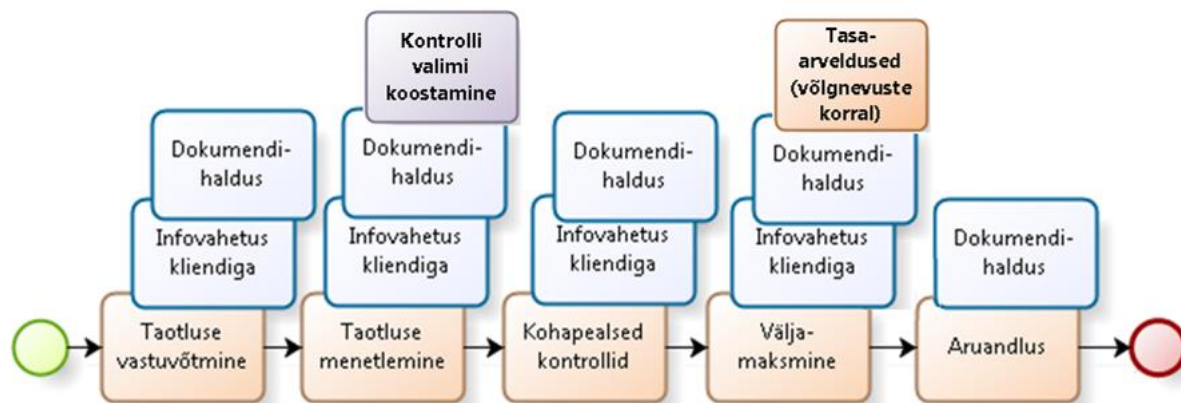 Kontrolli
valimi
koostamine
Tasa-
arveldused
(võlgnevuste
korral)
Dokumendi-
haldus
Dokumendi-
haldus
Dokumendi-
haldus
Dokumendi-
haldus
Infovahetus
kliendiga
Infovahetus
kliendiga
Infovahetus
kliendiga
Infovahetus
kliendiga
Dokumendi-
haldus
Taotluse
vastuvõtmine
Taotluse
menetlemine
Kohapealsed
kontrollid
Välja-
maksmine
Aruandlus